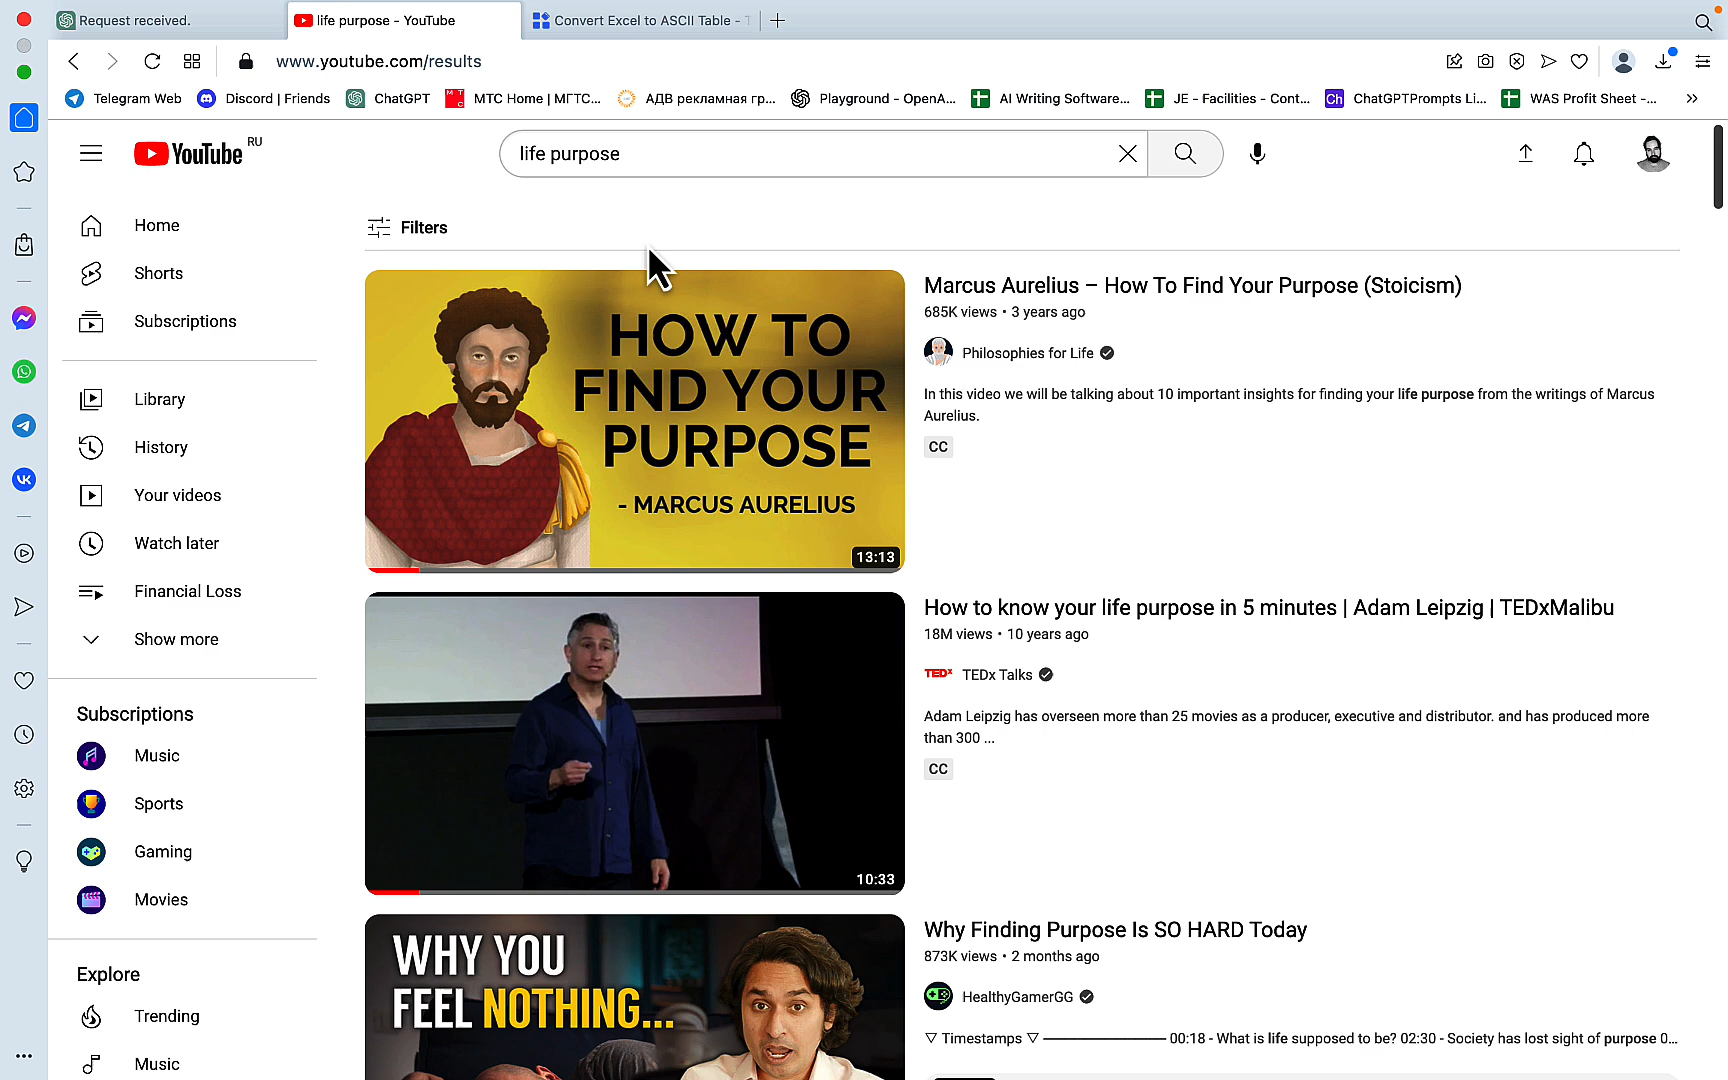 Request received.
life purpose - YouTube
Convert Excel to ASCII Table -
www.youtube.com/results
Telegram Web
Discord | Friends
ChatGPT
МТС Home | МГТС...
АДВ рекламная гр...
Playground - OpenA...
AI Writing Software...
JE - Facilities - Cont...
Ch
ChatGPTPrompts Li...
WAS Profit Sheet -...
YouTube RU
life purpose
Home
Shorts
Subscriptions
Library
History
Your videos
Watch later
Financial Loss
Show more
Subscriptions
Music
Sports
Gaming
Movies
Explore
Trending
Music
Filters
HOW TO
FIND YOUR
PURPOSE
- MARCUS AURELIUS
13:13
Marcus Aurelius – How To Find Your Purpose (Stoicism)
685K views • 3 years ago
Philosophies for Life
In this video we will be talking about 10 important insights for finding your life purpose from the writings of Marcus
Aurelius.
CC
10:33
How to know your life purpose in 5 minutes | Adam Leipzig | TEDxMalibu
18M views • 10 years ago
TEDx
TEDx Talks
Adam Leipzig has overseen more than 25 movies as a producer, executive and distributor. and has produced more
than 300 ...
CC
WHY YOU
FEEL NOTHING...
Why Finding Purpose Is SO HARD Today
873K views • 2 months ago
HealthyGamerGG
▽ Timestamps ▽ ———————— 00:18 - What is life supposed to be? 02:30 - Society has lost sight of purpose 0...